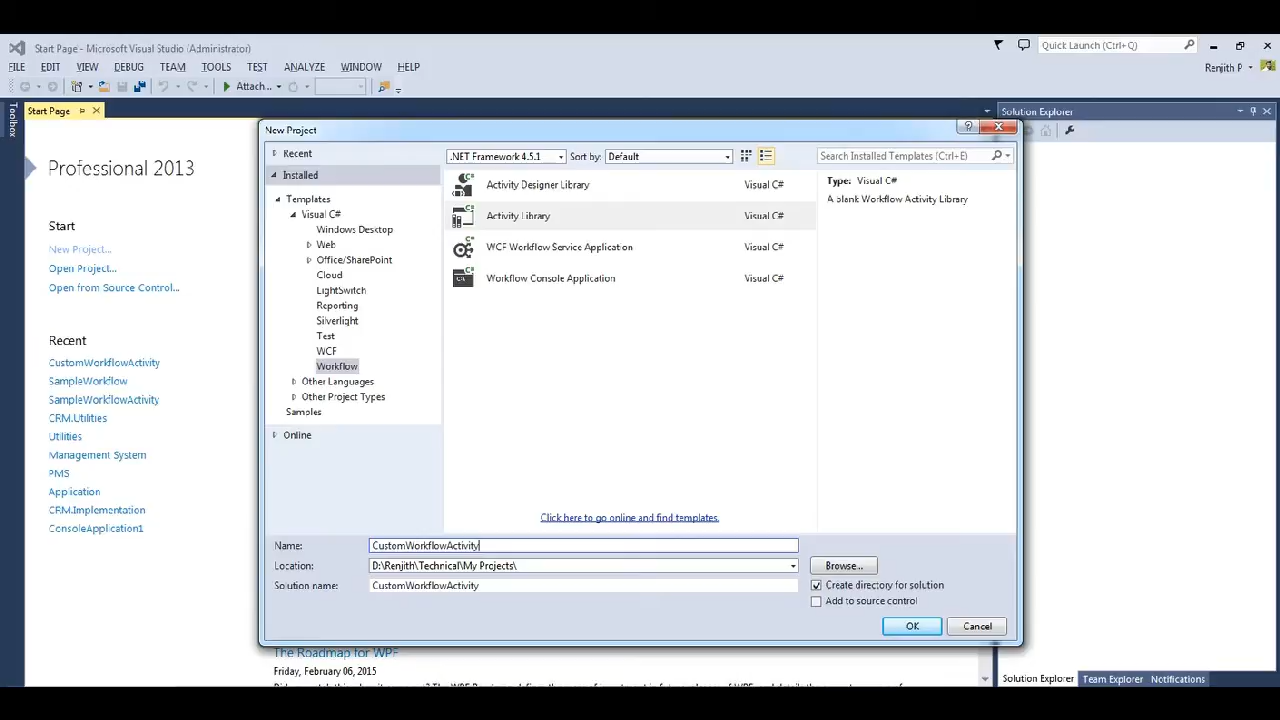 Start Page - Microsoft Visual Studio (Administrator)
Quick Launch (Ctrl+Q)
FILE EDIT VIEW DEBUG TEAM TOOLS TEST ANALYZE WINDOW HELP
Renjith P
Attach...
Toolbox
Start Page
Solution Explorer
Professional 2013
Start
New Project...
Open Project...
Open from Source Control...
Recent
CustomWorkflowActivity
SampleWorkflow
SampleWorkflowActivity
CRM.Utilities
Utilities
Management System
PMS
Application
CRM.Implementation
ConsoleApplication1
New Project
Recent
Installed
Templates
Visual C#
Windows Desktop
Web
Office/SharePoint
Cloud
LightSwitch
Reporting
Silverlight
Test
WCF
Workflow
Other Languages
Other Project Types
Samples
Online
.NET Framework 4.5.1 Sort by: Default
Search Installed Templates (Ctrl+E)
Activity Designer Library Visual C#
Activity Library Visual C#
WCF Workflow Service Application Visual C#
Workflow Console Application Visual C#
Type: Visual C#
A blank Workflow Activity Library
Click here to go online and find templates.
Name: CustomWorkflowActivity
Location: D:\Renjith\Technical\My Projects\ Browse...
Solution name: CustomWorkflowActivity
Create directory for solution
Add to source control
OK Cancel
The Roadmap for WPF
Friday, February 06, 2015
Solution Explorer Team Explorer Notifications